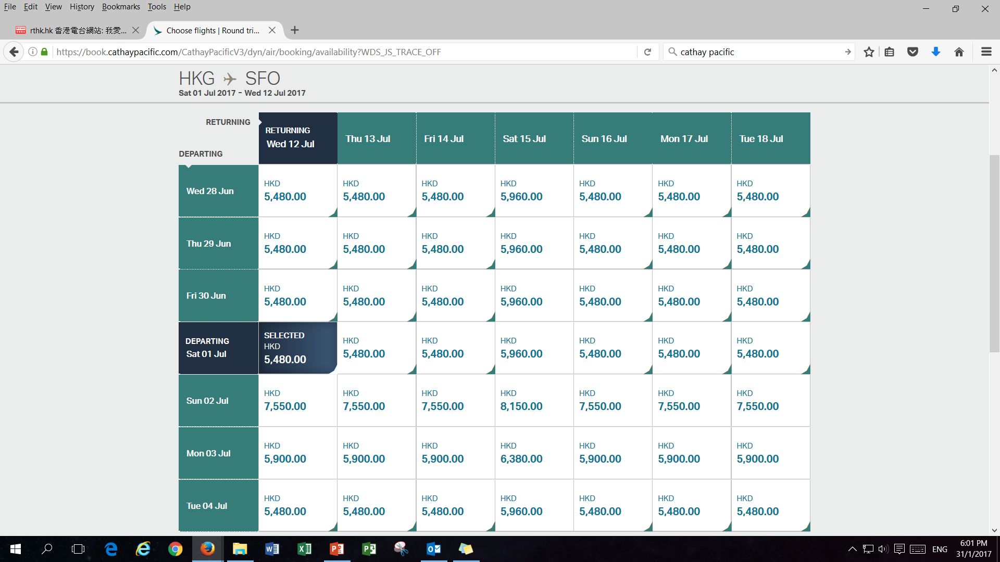 File Edit View History Bookmarks Tools Help
rthk.hk 香港電台網站: 我愛... Choose flights | Round tri...
https://book.cathaypacific.com/CathayPacificV3/dyn/air/booking/availability?WDS_JS_TRACE_OFF cathay pacific
HKG SFO
Sat 01 Jul 2017 - Wed 12 Jul 2017
RETURNING
DEPARTING
RETURNING
Wed 12 Jul Thu 13 Jul Fri 14 Jul Sat 15 Jul Sun 16 Jul Mon 17 Jul Tue 18 Jul
Wed 28 Jun
HKD HKD HKD HKD HKD HKD HKD
5,480.00 5,480.00 5,480.00 5,960.00 5,480.00 5,480.00 5,480.00
Thu 29 Jun
HKD HKD HKD HKD HKD HKD HKD
5,480.00 5,480.00 5,480.00 5,960.00 5,480.00 5,480.00 5,480.00
Fri 30 Jun
HKD HKD HKD HKD HKD HKD HKD
5,480.00 5,480.00 5,480.00 5,960.00 5,480.00 5,480.00 5,480.00
DEPARTING
Sat 01 Jul
SELECTED
HKD HKD HKD HKD HKD HKD HKD
5,480.00 5,480.00 5,480.00 5,960.00 5,480.00 5,480.00 5,480.00
Sun 02 Jul
HKD HKD HKD HKD HKD HKD HKD
7,550.00 7,550.00 7,550.00 8,150.00 7,550.00 7,550.00 7,550.00
Mon 03 Jul
HKD HKD HKD HKD HKD HKD HKD
5,900.00 5,900.00 5,900.00 6,380.00 5,900.00 5,900.00 5,900.00
Tue 04 Jul
HKD HKD HKD HKD HKD HKD HKD
5,480.00 5,480.00 5,480.00 5,960.00 5,480.00 5,480.00 5,480.00
ENG
6:01 PM
31/1/2017